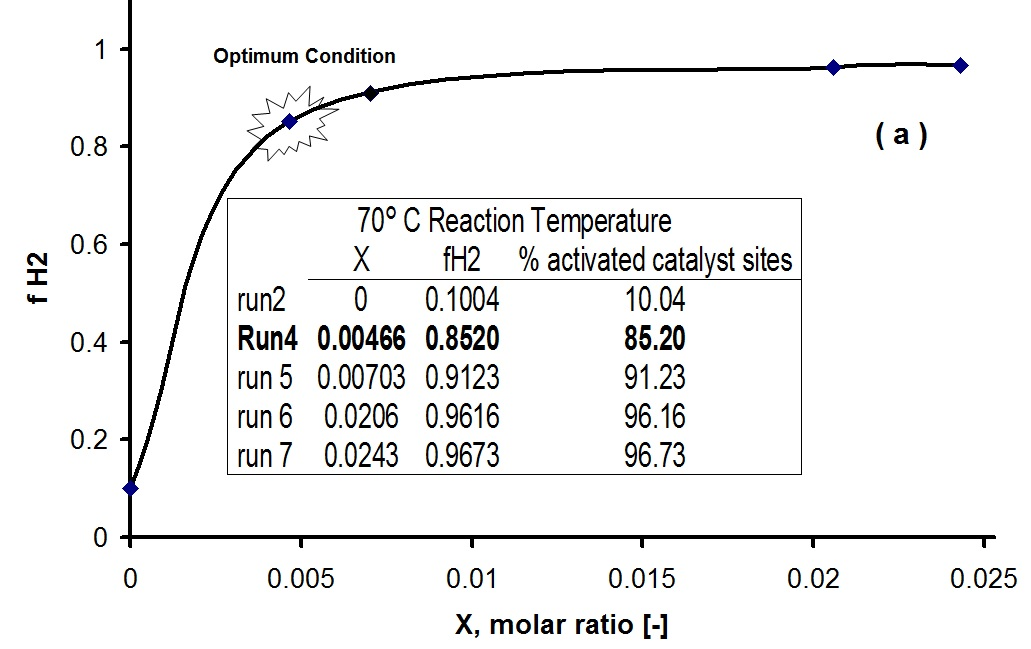 1
Optimum Condition
0.8
( a )
70º C Reaction Temperature
X fH2 % activated catalyst sites
0.6
run2 0 0.1004 10.04
Run4 0.00466 0.8520 85.20
0.4
run 5 0.00703 0.9123 91.23
run 6 0.0206 0.9616 96.16
0.2
run 7 0.0243 0.9673 96.73
f H2
0
0 0.005 0.01 0.015 0.02 0.025
X, molar ratio [-]